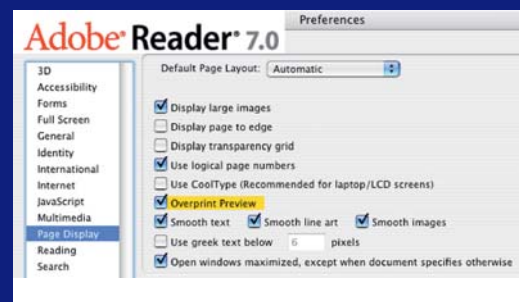 Preferences
Adobe® Reader® 7.0
3D
Accessibility
Forms
Full Screen
General
Identity
International
Internet
JavaScript
Multimedia
Page Display
Reading
Search
Default Page Layout: Automatic
Display large images
Display page to edge
Display transparency grid
Use logical page numbers
Use CoolType (Recommended for laptop/LCD screens)
Overprint Preview
Smooth text Smooth line art Smooth images
Use greek text below 6 pixels
Open windows maximized, except when document specifies otherwise